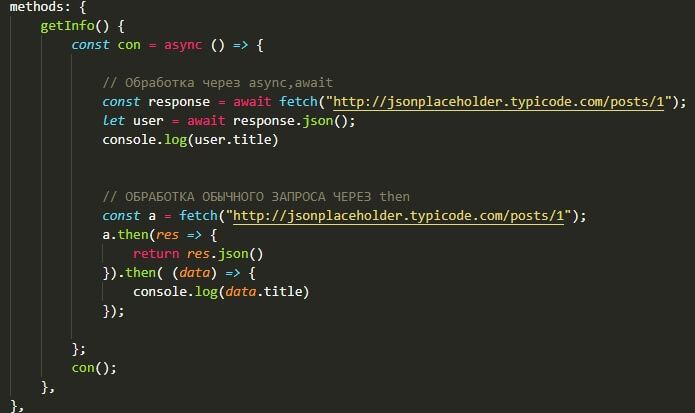 methods: {
getInfo() {
const con = async () => {
// Обработка через async,await
const response = await fetch("http://jsonplaceholder.typicode.com/posts/1");
let user = await response.json();
console.log(user.title)
// ОБРАБОТКА ОБЫЧНОГО ЗАПРОСА ЧЕРЕЗ then
const a = fetch("http://jsonplaceholder.typicode.com/posts/1");
a.then(res => {
return res.json()
}).then( (data) => {
console.log(data.title)
});
};
con();
},
},